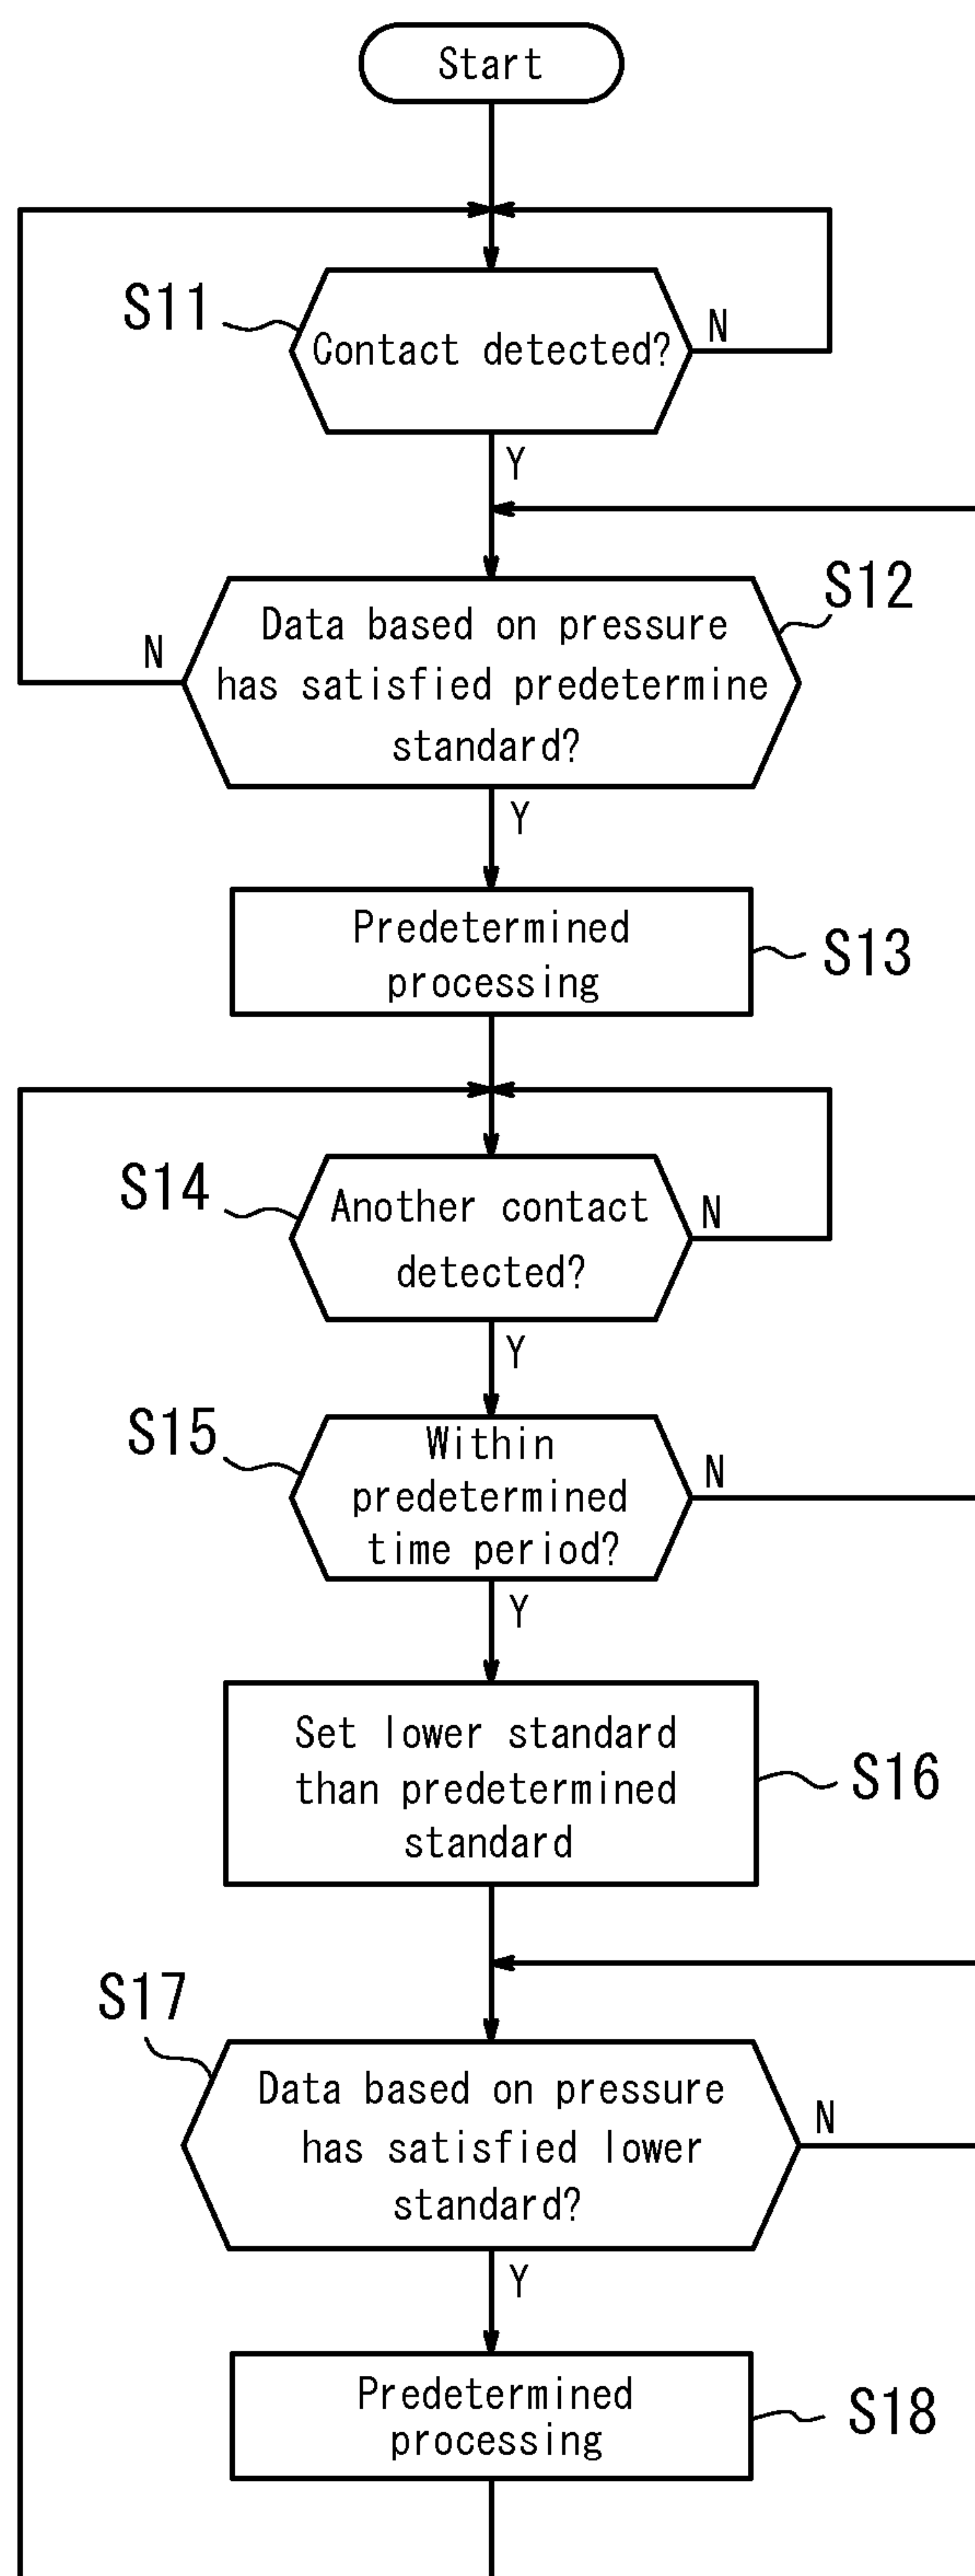 Start
S11
Contact detected?
N
Y
S12
Data based on pressure
has satisfied predetermine
standard?
N
Y
Predetermined
processing
S13
S14
Another contact
detected?
N
Y
S15
Within
predetermined
time period?
N
Y
Set lower standard
than predetermined
standard
S16
S17
Data based on pressure
has satisfied lower
standard?
N
Y
Predetermined
processing
S18